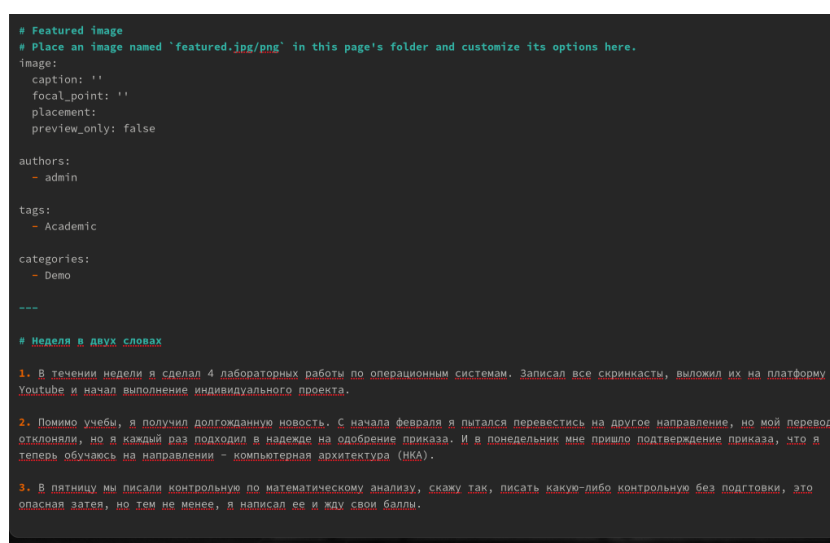 # Featured image
# Place an image named `featured.jpg/png` in this page's folder and customize its options here.
image:
  caption: ''
  focal_point: ''
  placement:
  preview_only: false
authors:
  - admin
tags:
  - Academic
categories:
  - Demo
---
# Неделя в двух словах
1. В течении недели я сделал 4 лабораторных работы по операционным системам. Записал все скринкасты, выложил их на платформу
Youtube и начал выполнение индивидуального проекта.
2. Помимо учебы, я получил долгожданную новость. С начала февраля я пытался перевестись на другое направление, но мой перевод
отклоняли, но я каждый раз подходил в надежде на одобрение приказа. И в понедельник мне пришло подтверждение приказа, что я
теперь обучаюсь на направлении - компьютерная архитектура (НКА).
3. В пятницу мы писали контрольную по математическому анализу, скажу так, писать какую-либо контрольную без подгтовки, это
опасная затея, но тем не менее, я написал ее и жду свои баллы.